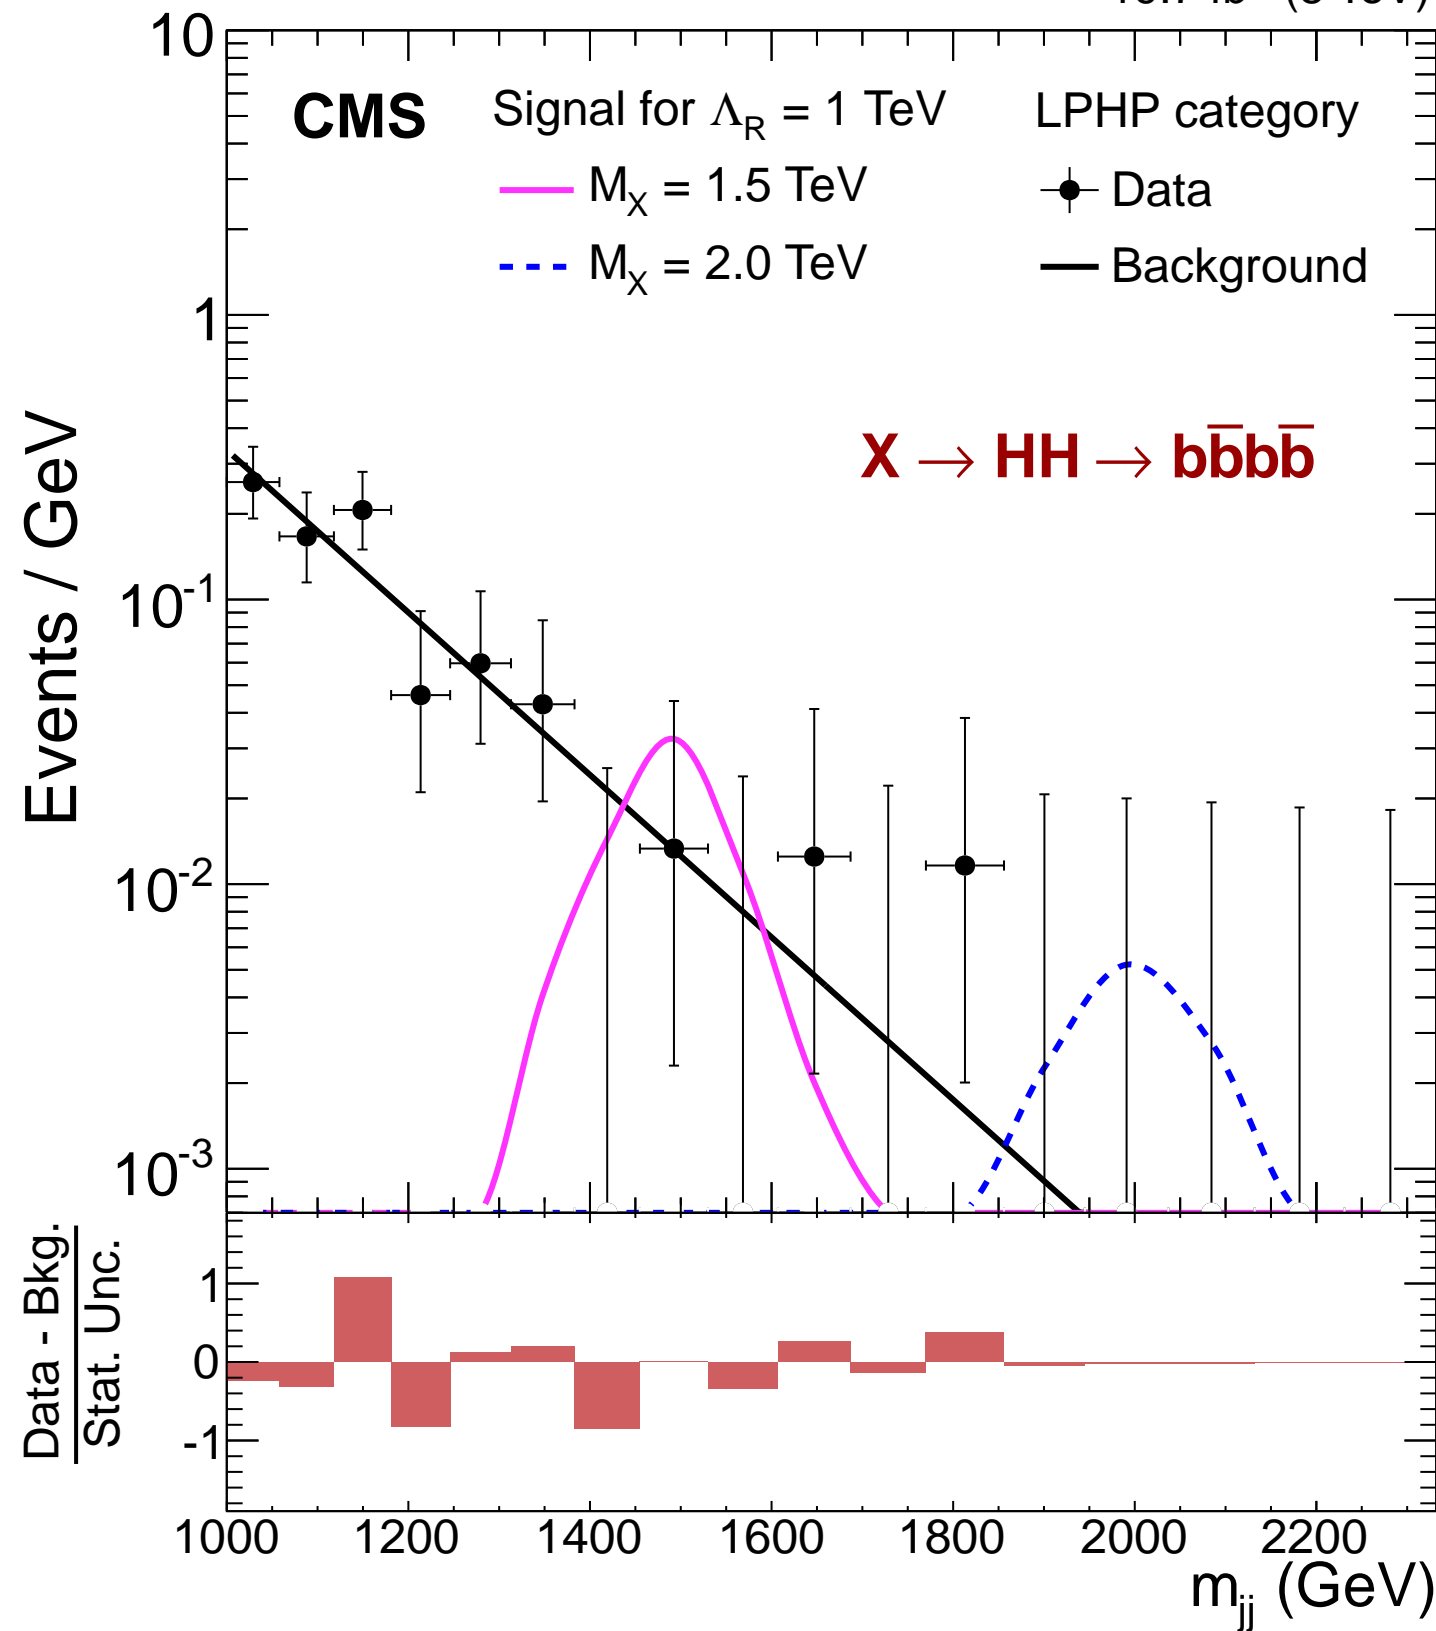 10
CMS
Signal for Λ_R = 1 TeV
M_X = 1.5 TeV
M_X = 2.0 TeV
LPHP category
Data
Background
1
X → HH → bb̅bb̅
10^-1
10^-2
10^-3
Events / GeV
Data - Bkg.
Stat. Unc.
1
0
-1
1000 1200 1400 1600 1800 2000 2200
m_jj (GeV)